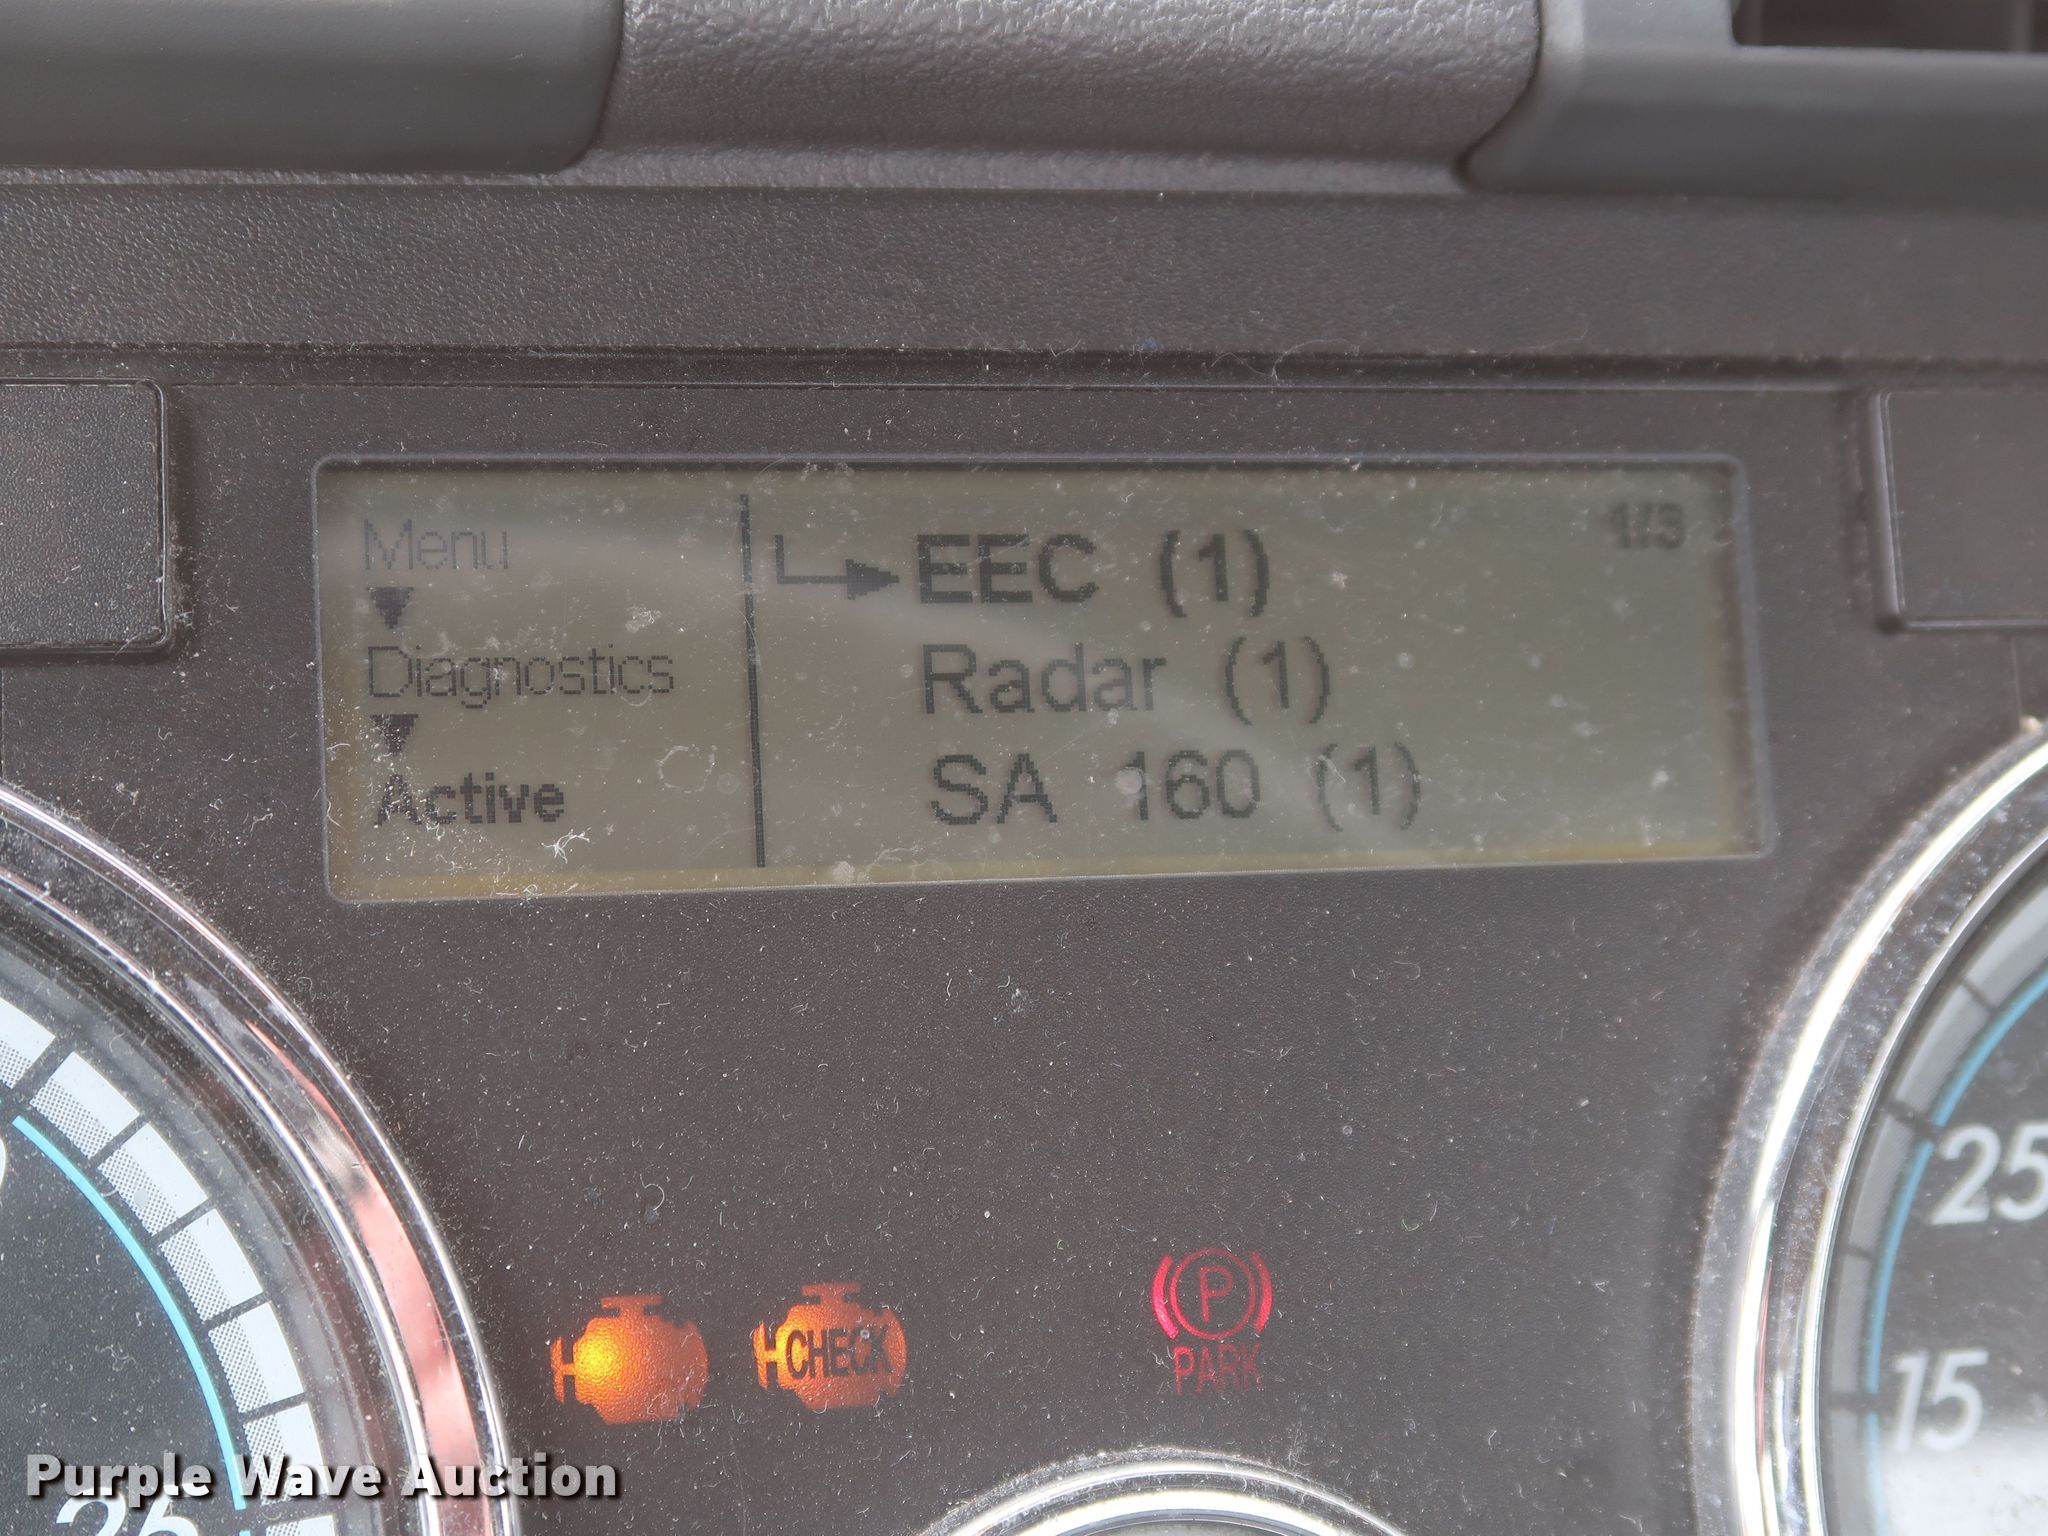 Menu
Diagnostics
Active
EEC (1)
1/3
Radar (1)
SA 160 (1)
25
15
CHECK
P
PARK
Purple Wave Auction